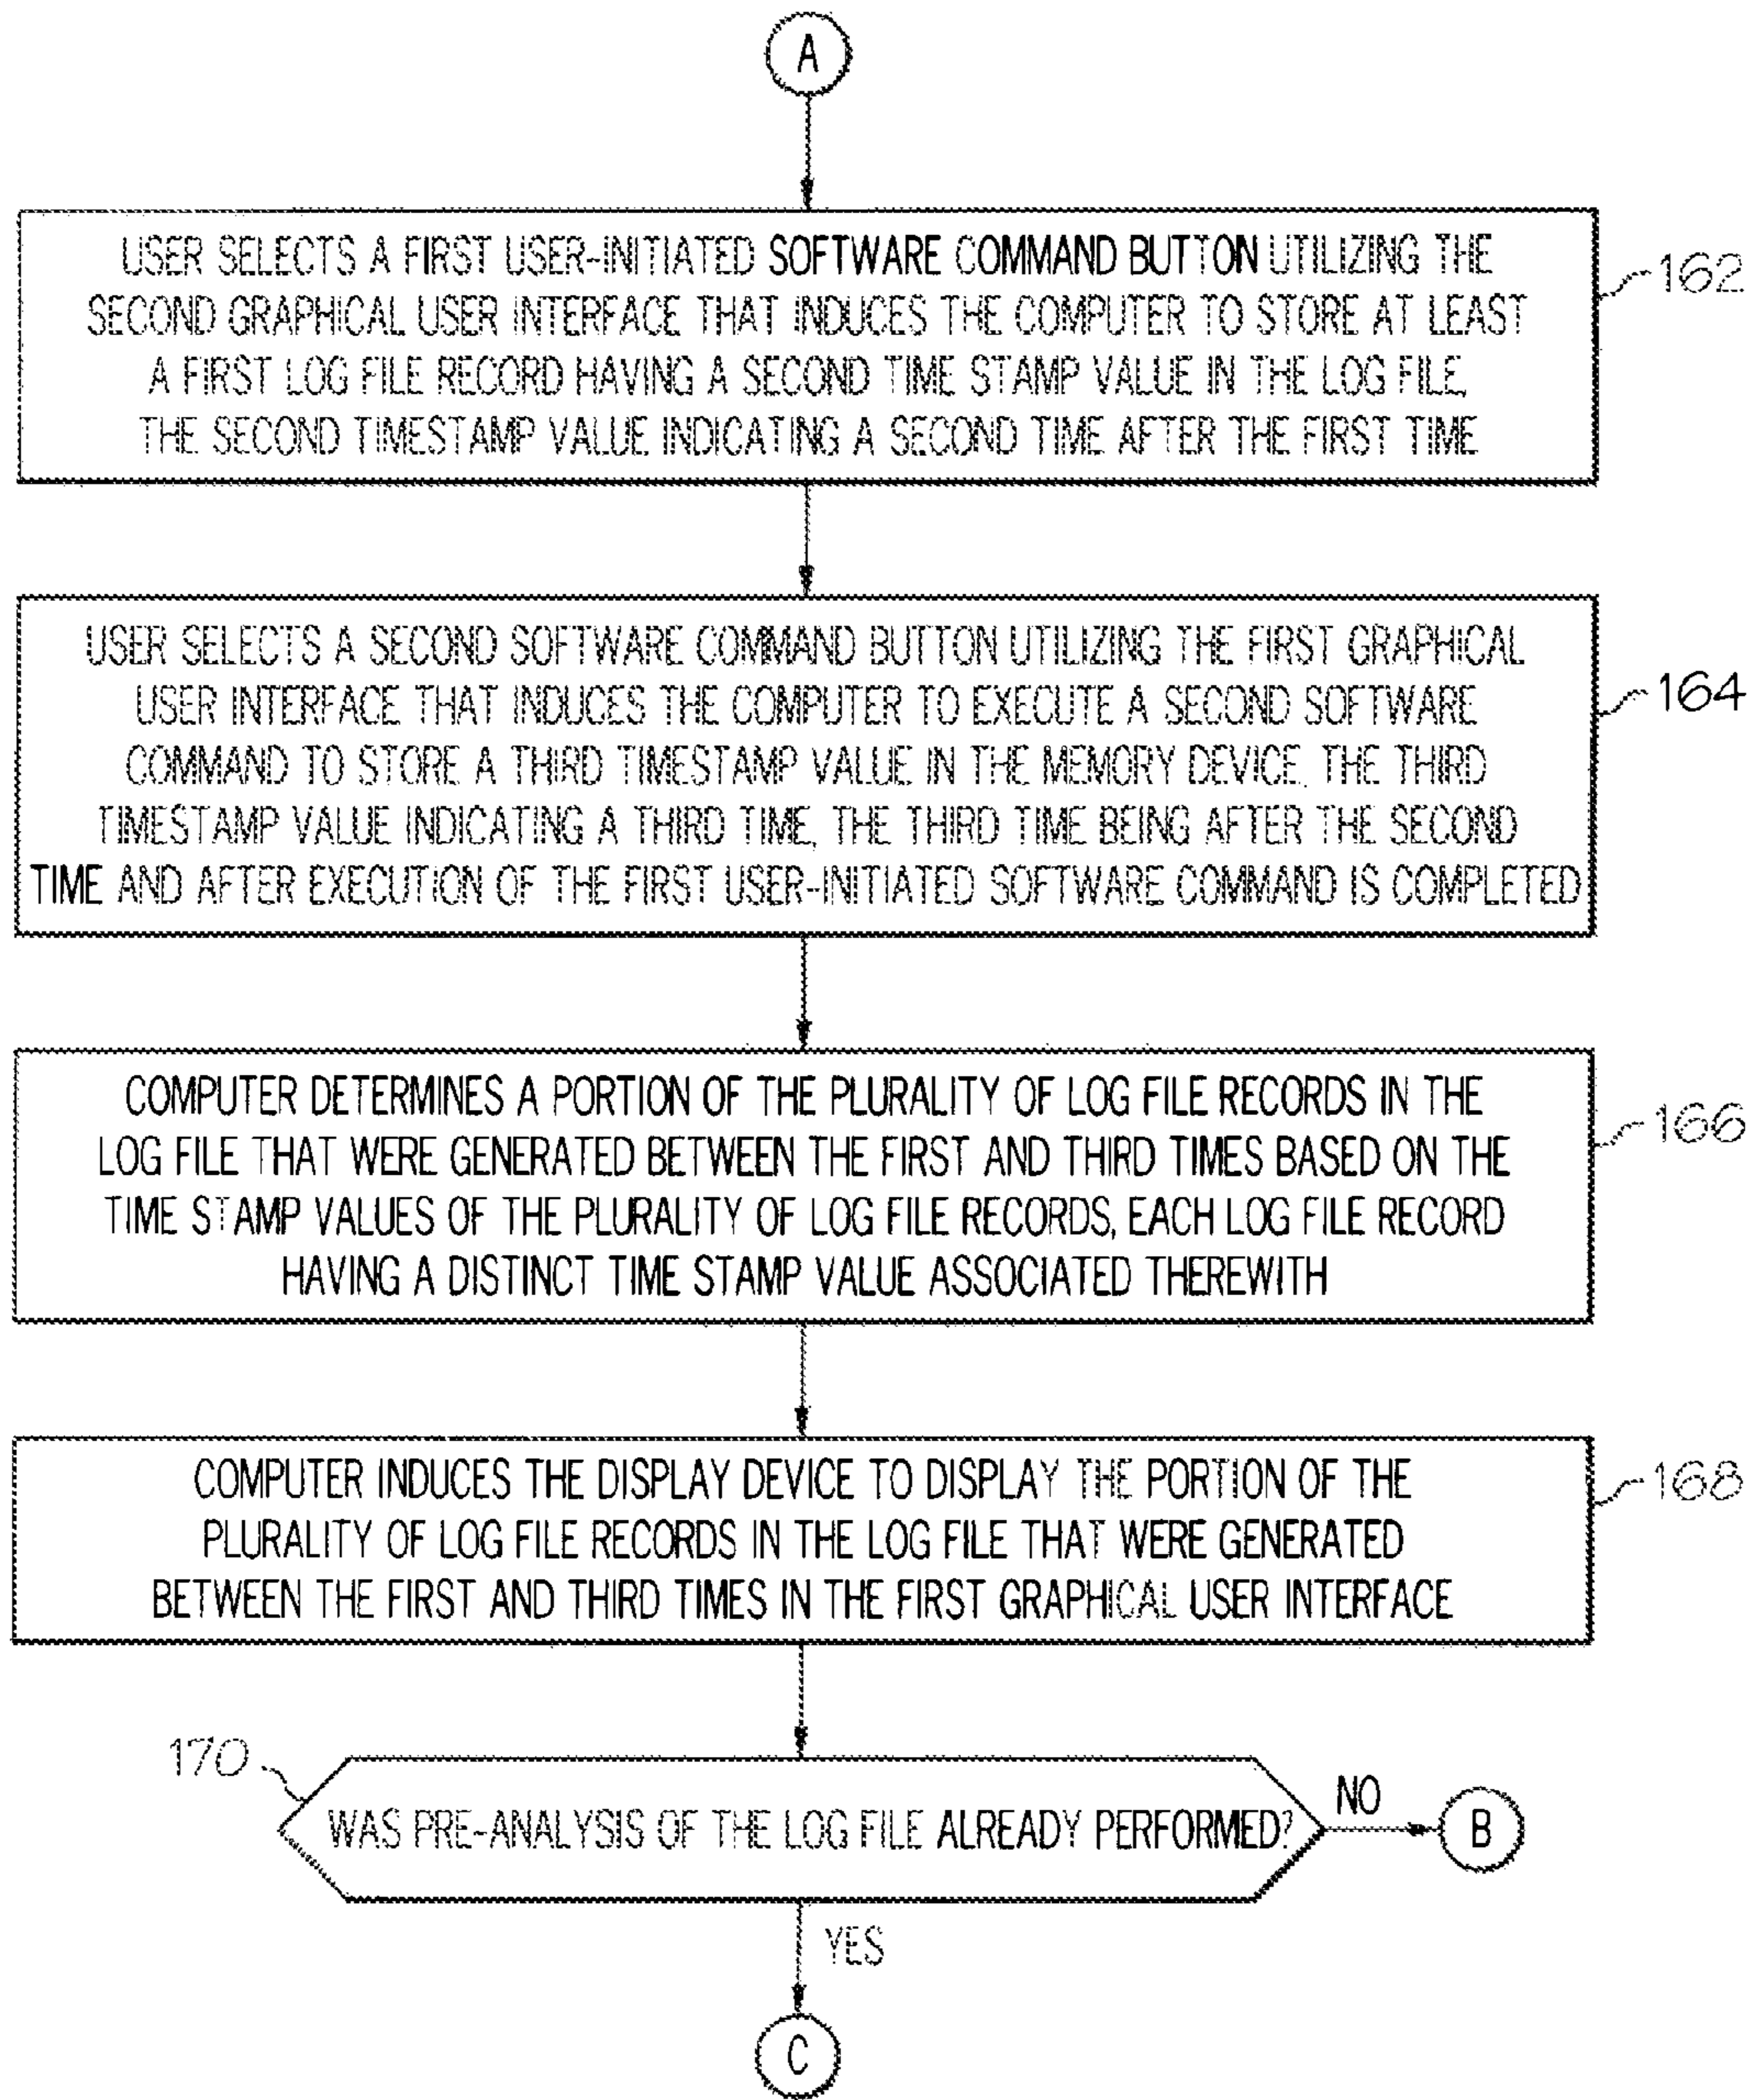 A
USER SELECTS A FIRST USER-INITIATED SOFTWARE COMMAND BUTTON UTILIZING THE
SECOND GRAPHICAL USER INTERFACE THAT INDUCES THE COMPUTER TO STORE AT LEAST
A FIRST LOG FILE RECORD HAVING A SECOND TIME STAMP VALUE IN THE LOG FILE,
THE SECOND TIMESTAMP VALUE INDICATING A SECOND TIME AFTER THE FIRST TIME
162
USER SELECTS A SECOND SOFTWARE COMMAND BUTTON UTILIZING THE FIRST GRAPHICAL
USER INTERFACE THAT INDUCES THE COMPUTER TO EXECUTE A SECOND SOFTWARE
COMMAND TO STORE A THIRD TIMESTAMP VALUE IN THE MEMORY DEVICE, THE THIRD
TIMESTAMP VALUE INDICATING A THIRD TIME, THE THIRD TIME BEING AFTER THE SECOND
TIME AND AFTER EXECUTION OF THE FIRST USER-INITIATED SOFTWARE COMMAND IS COMPLETED
164
COMPUTER DETERMINES A PORTION OF THE PLURALITY OF LOG FILE RECORDS IN THE
LOG FILE THAT WERE GENERATED BETWEEN THE FIRST AND THIRD TIMES BASED ON THE
TIME STAMP VALUES OF THE PLURALITY OF LOG FILE RECORDS, EACH LOG FILE RECORD
HAVING A DISTINCT TIME STAMP VALUE ASSOCIATED THEREWITH
166
COMPUTER INDUCES THE DISPLAY DEVICE TO DISPLAY THE PORTION OF THE
PLURALITY OF LOG FILE RECORDS IN THE LOG FILE THAT WERE GENERATED
BETWEEN THE FIRST AND THIRD TIMES IN THE FIRST GRAPHICAL USER INTERFACE
168
170
WAS PRE-ANALYSIS OF THE LOG FILE ALREADY PERFORMED?
NO
B
YES
C